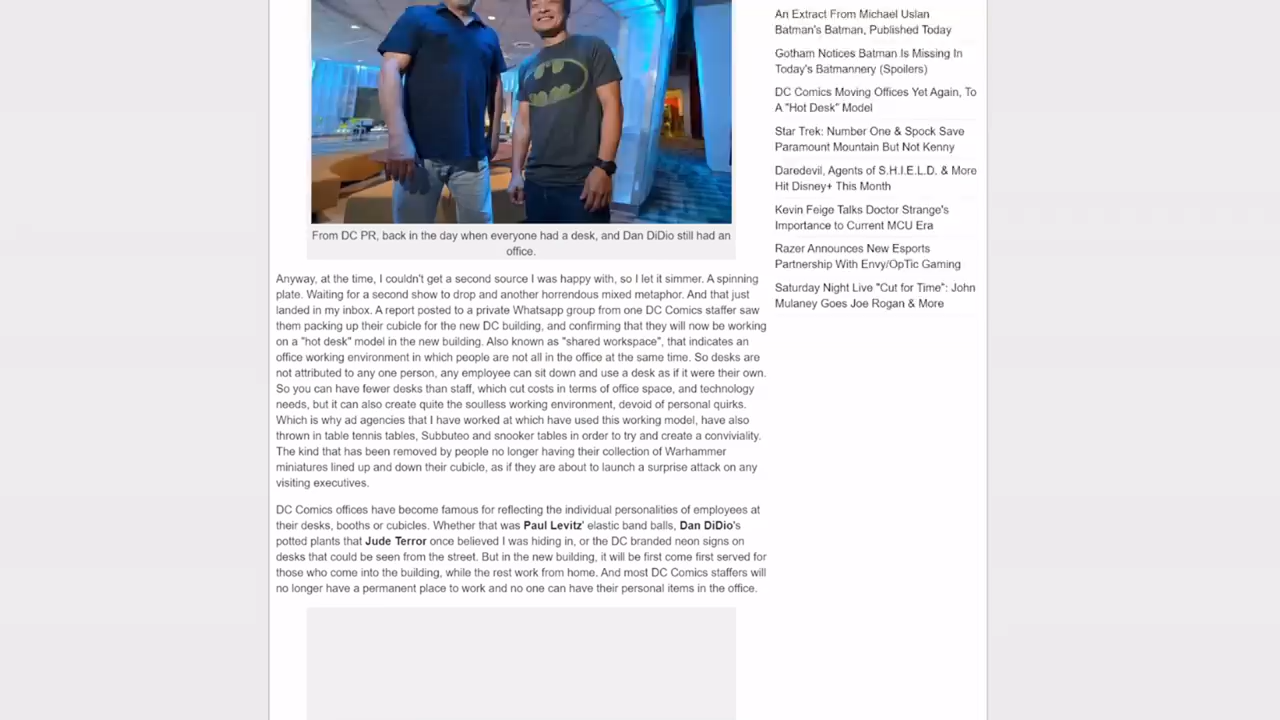 From DC PR, back in the day when everyone had a desk, and Dan DiDio still had an
office.
Anyway, at the time, I couldn't get a second source I was happy with, so I let it simmer. A spinning
plate. Waiting for a second show to drop and another horrendous mixed metaphor. And that just
landed in my inbox. A report posted to a private Whatsapp group from one DC Comics staffer saw
them packing up their cubicle for the new DC building, and confirming that they will now be working
on a "hot desk" model in the new building. Also known as "shared workspace", that indicates an
office working environment in which people are not all in the office at the same time. So desks are
not attributed to any one person, any employee can sit down and use a desk as if it were their own.
So you can have fewer desks than staff, which cut costs in terms of office space, and technology
needs, but it can also create quite the soulless working environment, devoid of personal quirks.
Which is why ad agencies that I have worked at which have used this working model, have also
thrown in table tennis tables, Subbuteo and snooker tables in order to try and create a conviviality.
The kind that has been removed by people no longer having their collection of Warhammer
miniatures lined up and down their cubicle, as if they are about to launch a surprise attack on any
visiting executives.
DC Comics offices have become famous for reflecting the individual personalities of employees at
their desks, booths or cubicles. Whether that was Paul Levitz' elastic band balls, Dan DiDio's
potted plants that Jude Terror once believed I was hiding in, or the DC branded neon signs on
desks that could be seen from the street. But in the new building, it will be first come first served for
those who come into the building, while the rest work from home. And most DC Comics staffers will
no longer have a permanent place to work and no one can have their personal items in the office.
An Extract From Michael Uslan
Batman's Batman, Published Today
Gotham Notices Batman Is Missing In
Today's Batmannery (Spoilers)
DC Comics Moving Offices Yet Again, To
A "Hot Desk" Model
Star Trek: Number One & Spock Save
Paramount Mountain But Not Kenny
Daredevil, Agents of S.H.I.E.L.D. & More
Hit Disney+ This Month
Kevin Feige Talks Doctor Strange's
Importance to Current MCU Era
Razer Announces New Esports
Partnership With Envy/OpTic Gaming
Saturday Night Live "Cut for Time": John
Mulaney Goes Joe Rogan & More